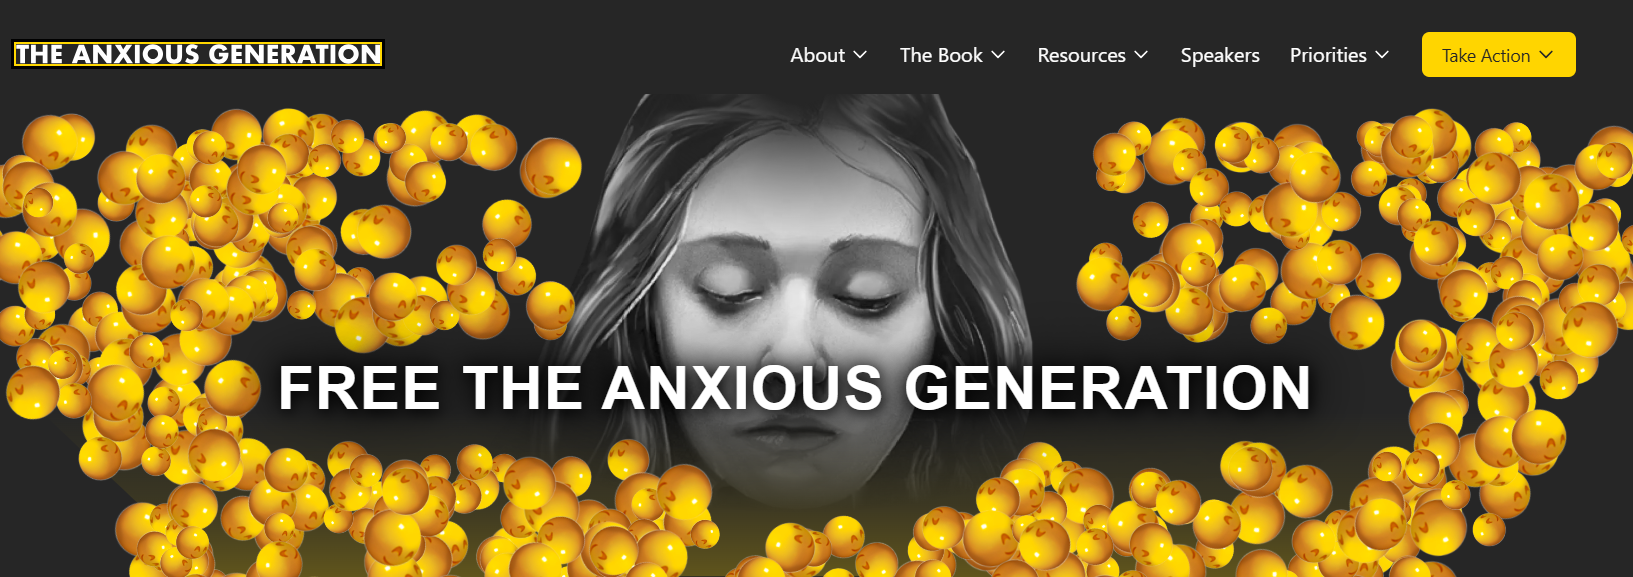 THE ANXIOUS GENERATION
About The Book Resources Speakers Priorities Take Action
FREE THE ANXIOUS GENERATION